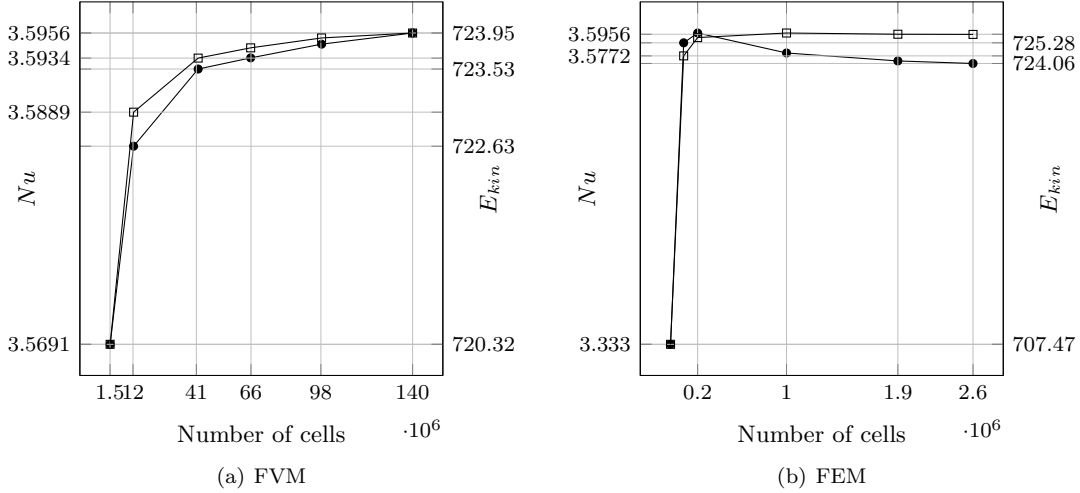 3.5956
3.5934
3.5889
3.5691
Nu
723.95
723.53
722.63
720.32
E_kin
1.5 12 41 66 98 140
·10^6
Number of cells
(a) FVM
3.5956
3.5772
3.333
Nu
725.28
724.06
707.47
E_kin
0.2 1 1.9 2.6
·10^6
Number of cells
(b) FEM